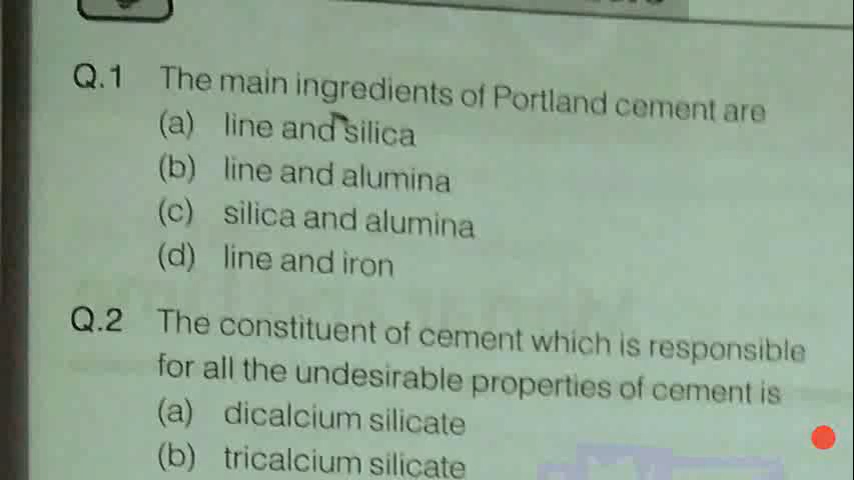 Q.1 The main ingredients of Portland cement are
(a) line and silica
(b) line and alumina
(c) silica and alumina
(d) line and iron
Q.2 The constituent of cement which is responsible
for all the undesirable properties of cement is
(a) dicalcium silicate
(b) tricalcium silicate